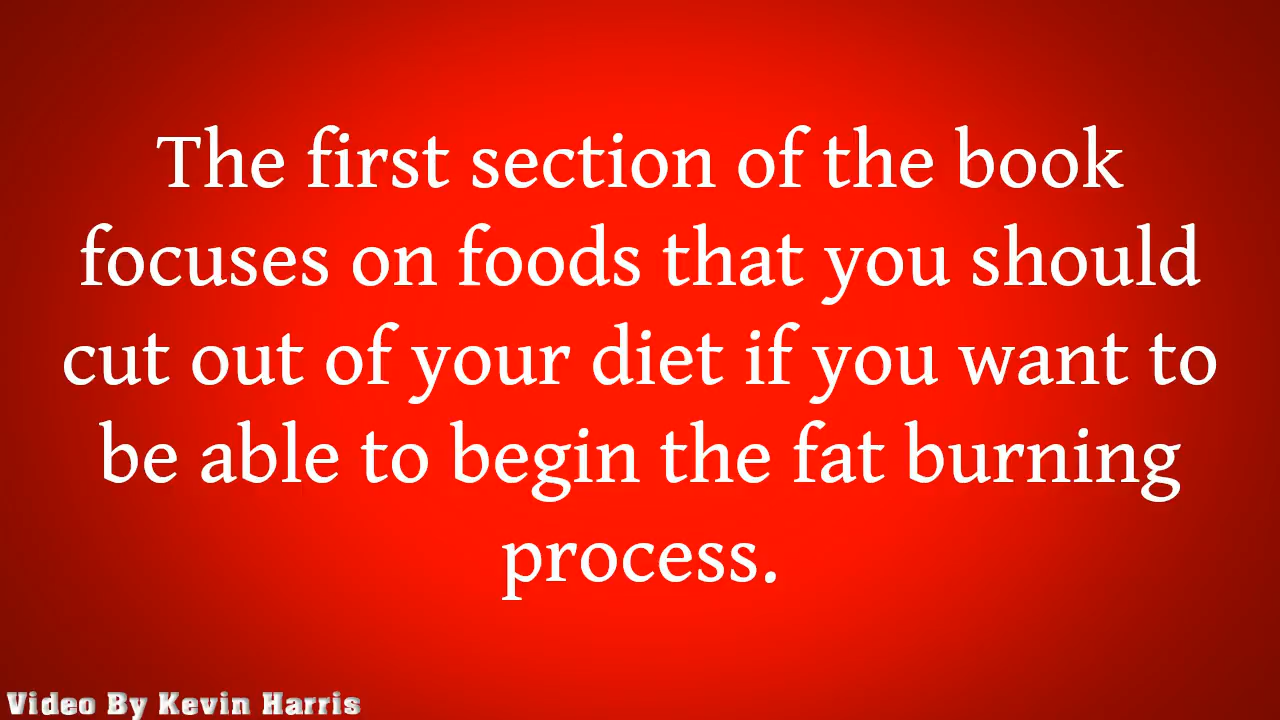 The first section of the book
focuses on foods that you should
cut out of your diet if you want to
be able to begin the fat burning
process.
Video By Kevin Harris